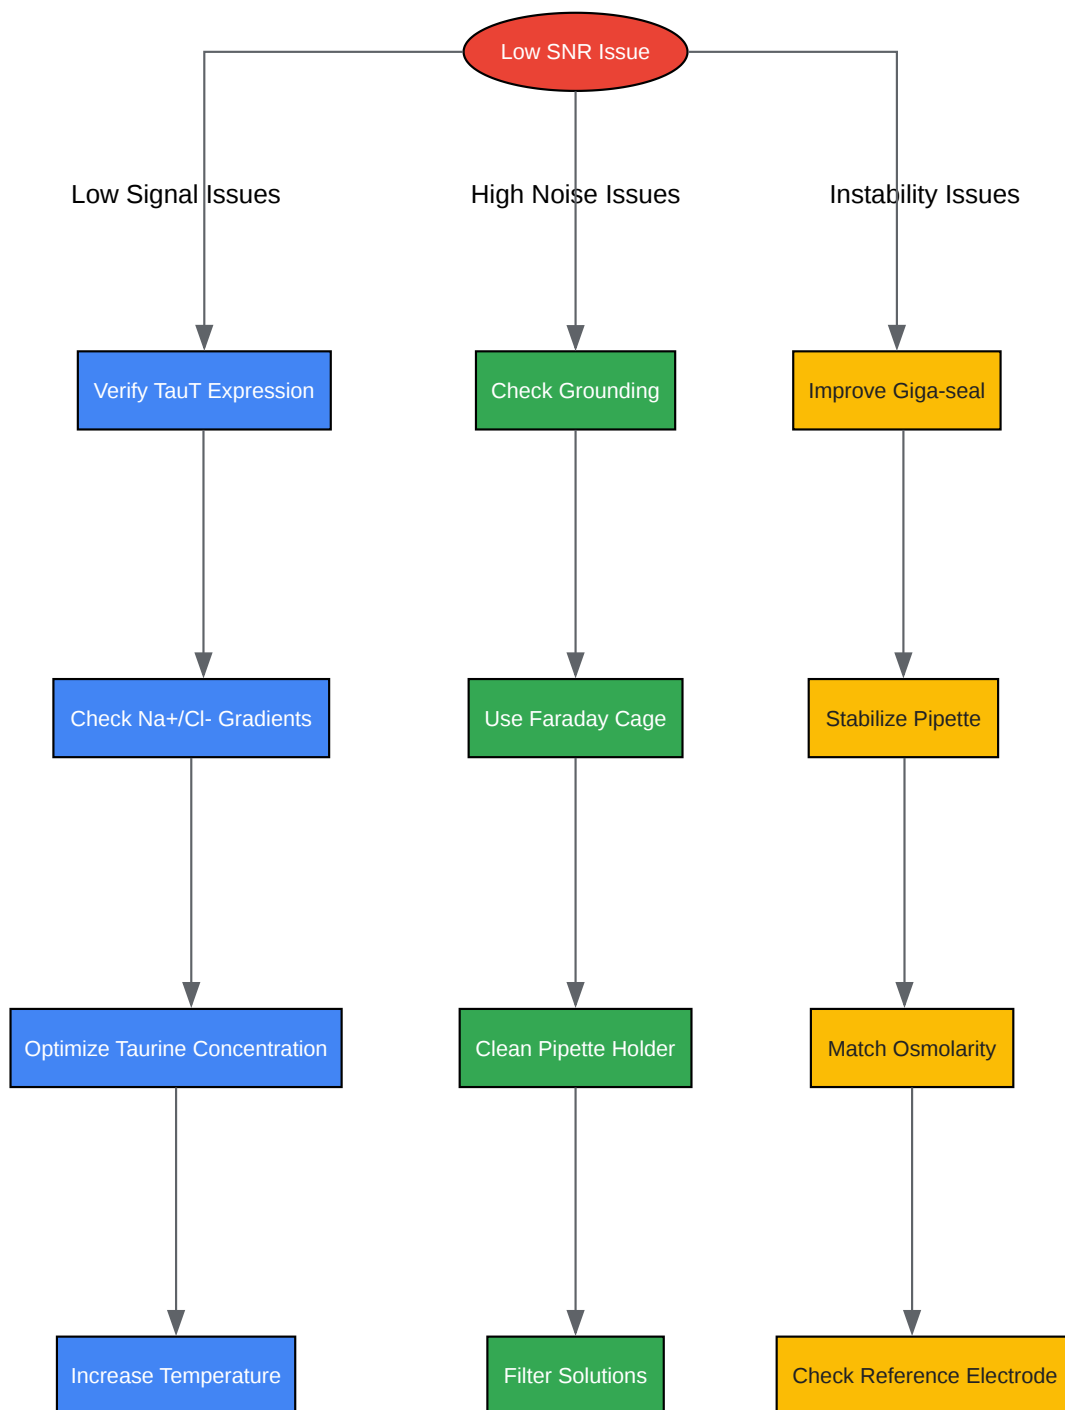 Low SNR Issue
Low Signal Issues
High Noise Issues
Instability Issues
Verify TauT Expression
Check Grounding
Improve Giga-seal
Check Na+/Cl- Gradients
Use Faraday Cage
Stabilize Pipette
Optimize Taurine Concentration
Clean Pipette Holder
Match Osmolarity
Increase Temperature
Filter Solutions
Check Reference Electrode